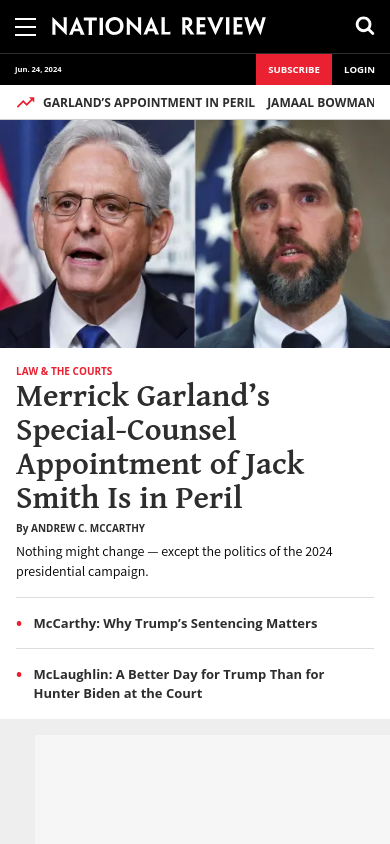 NATIONAL REVIEW
Jun. 24, 2024
SUBSCRIBE
LOGIN
GARLAND’S APPOINTMENT IN PERIL JAMAAL BOWMAN
LAW & THE COURTS
Merrick Garland’s
Special-Counsel
Appointment of Jack
Smith Is in Peril
By ANDREW C. MCCARTHY
Nothing might change — except the politics of the 2024
presidential campaign.
• McCarthy: Why Trump’s Sentencing Matters
• McLaughlin: A Better Day for Trump Than for
Hunter Biden at the Court